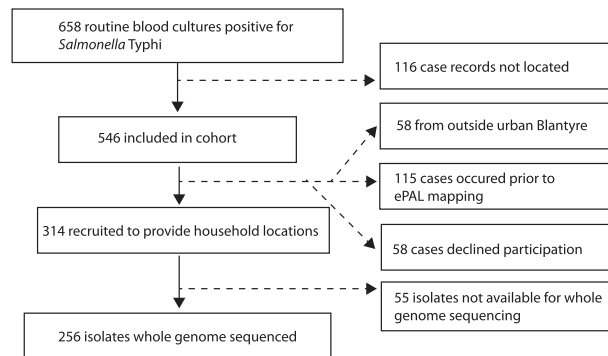 658 routine blood cultures positive for
Salmonella Typhi
116 case records not located
546 included in cohort
58 from outside urban Blantyre
115 cases occured prior to
ePAL mapping
314 recruited to provide household locations
58 cases declined participation
55 isolates not available for whole
genome sequencing
256 isolates whole genome sequenced